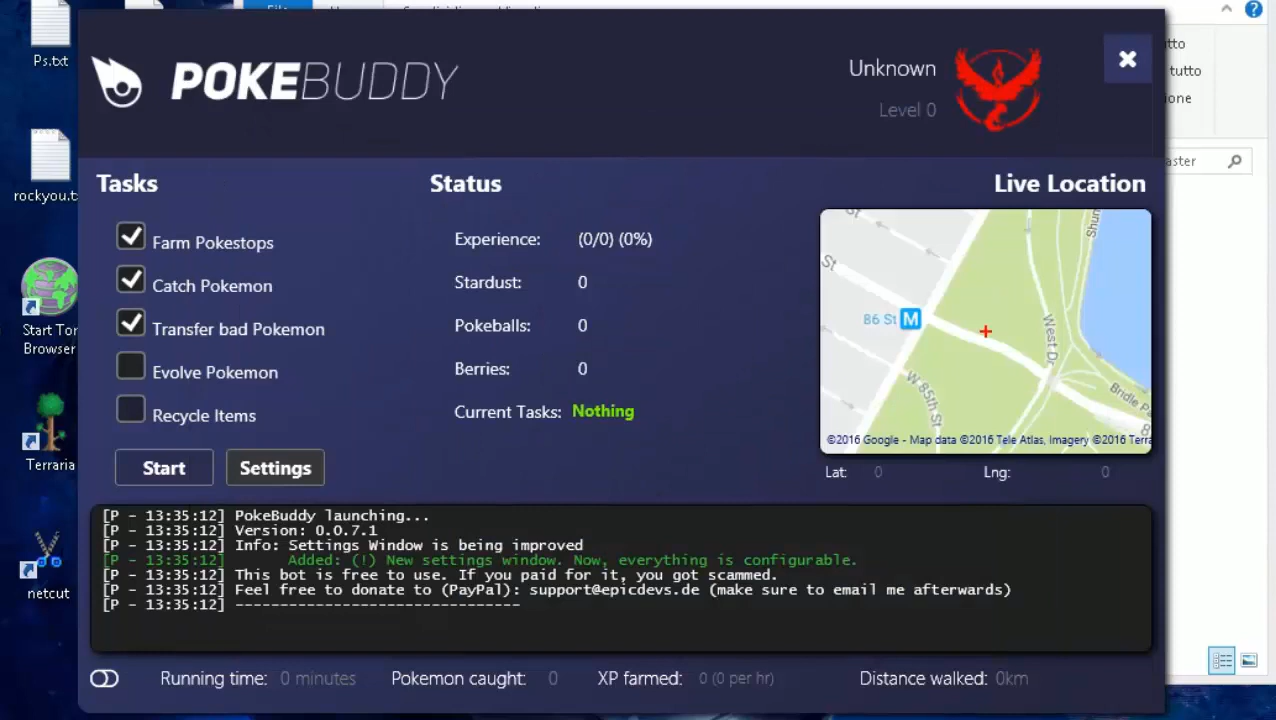 Ps.txt
rockyou.t
Start Tor
Browser
Terraria
netcut
File
POKEBUDDY
Unknown
Level 0
tto
tutto
ione
aster
Tasks
Farm Pokestops
Catch Pokemon
Transfer bad Pokemon
Evolve Pokemon
Recycle Items
Start
Settings
Status
Experience: (0/0) (0%)
Stardust: 0
Pokeballs: 0
Berries: 0
Current Tasks: Nothing
Live Location
St
St
86 St M
W 85th St
West Dr
Bridle P
©2016 Google - Map data ©2016 Tele Atlas, Imagery ©2016 Terra
Lat: 0 Lng: 0
[P - 13:35:12] PokeBuddy launching...
[P - 13:35:12] Version: 0.0.7.1
[P - 13:35:12] Info: Settings Window is being improved
[P - 13:35:12] Added: (!) New settings window. Now, everything is configurable.
[P - 13:35:12] This bot is free to use. If you paid for it, you got scammed.
[P - 13:35:12] Feel free to donate to (PayPal): support@epicdevs.de (make sure to email me afterwards)
[P - 13:35:12] --------------------------------
Running time: 0 minutes Pokemon caught: 0 XP farmed: 0 (0 per hr) Distance walked: 0km